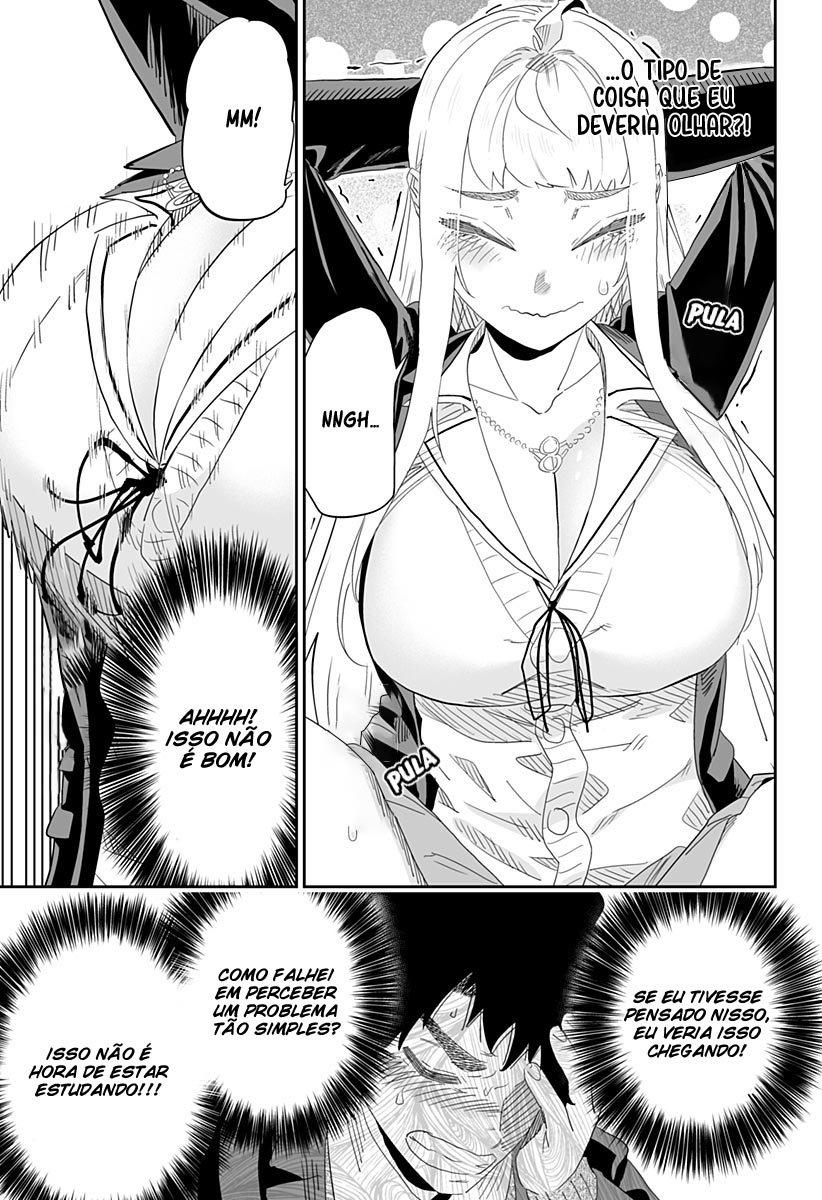 ...O TIPO DE
COISA QUE EU
DEVERIA OLHAR?!
PULA
NNGH...
PULA
MM!
AHHHH!
ISSO NÃO
É BOM!
SE EU TIVESSE
PENSADO NISSO,
EU VERIA ISSO
CHEGANDO!
COMO FALHEI
EM PERCEBER
UM PROBLEMA
TÃO SIMPLES?
ISSO NÃO É
HORA DE ESTAR
ESTUDANDO!!!